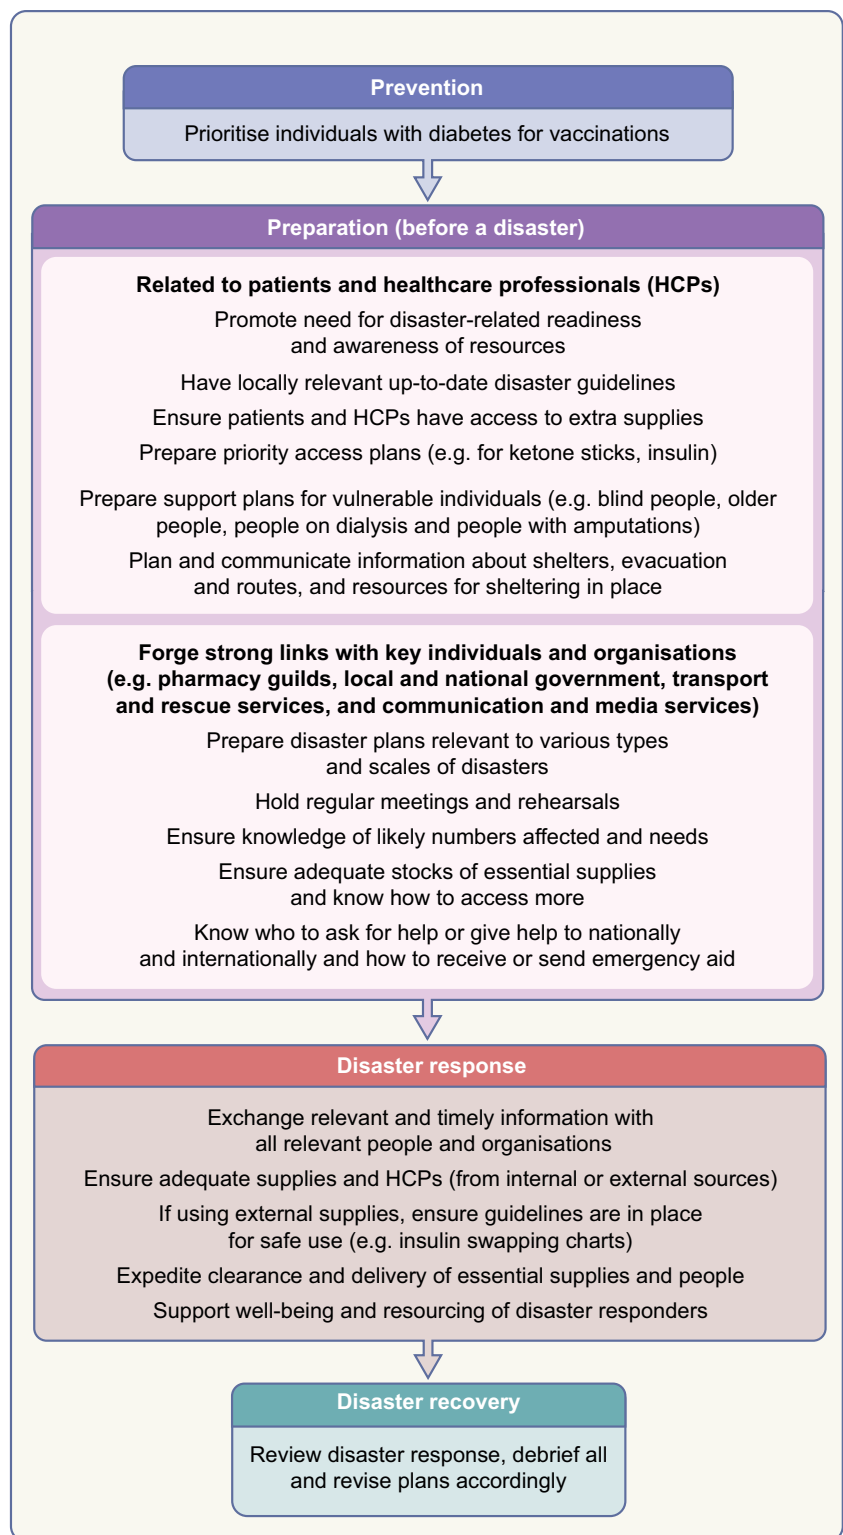 Prevention
Prioritise individuals with diabetes for vaccinations
Preparation (before a disaster)
Related to patients and healthcare professionals (HCPs)
Promote need for disaster-related readiness
and awareness of resources
Have locally relevant up-to-date disaster guidelines
Ensure patients and HCPs have access to extra supplies
Prepare priority access plans (e.g. for ketone sticks, insulin)
Prepare support plans for vulnerable individuals (e.g. blind people, older
people, people on dialysis and people with amputations)
Plan and communicate information about shelters, evacuation
and routes, and resources for sheltering in place
Forge strong links with key individuals and organisations
(e.g. pharmacy guilds, local and national government, transport
and rescue services, and communication and media services)
Prepare disaster plans relevant to various types
and scales of disasters
Hold regular meetings and rehearsals
Ensure knowledge of likely numbers affected and needs
Ensure adequate stocks of essential supplies
and know how to access more
Know who to ask for help or give help to nationally
and internationally and how to receive or send emergency aid
Disaster response
Exchange relevant and timely information with
all relevant people and organisations
Ensure adequate supplies and HCPs (from internal or external sources)
If using external supplies, ensure guidelines are in place
for safe use (e.g. insulin swapping charts)
Expedite clearance and delivery of essential supplies and people
Support well-being and resourcing of disaster responders
Disaster recovery
Review disaster response, debrief all
and revise plans accordingly